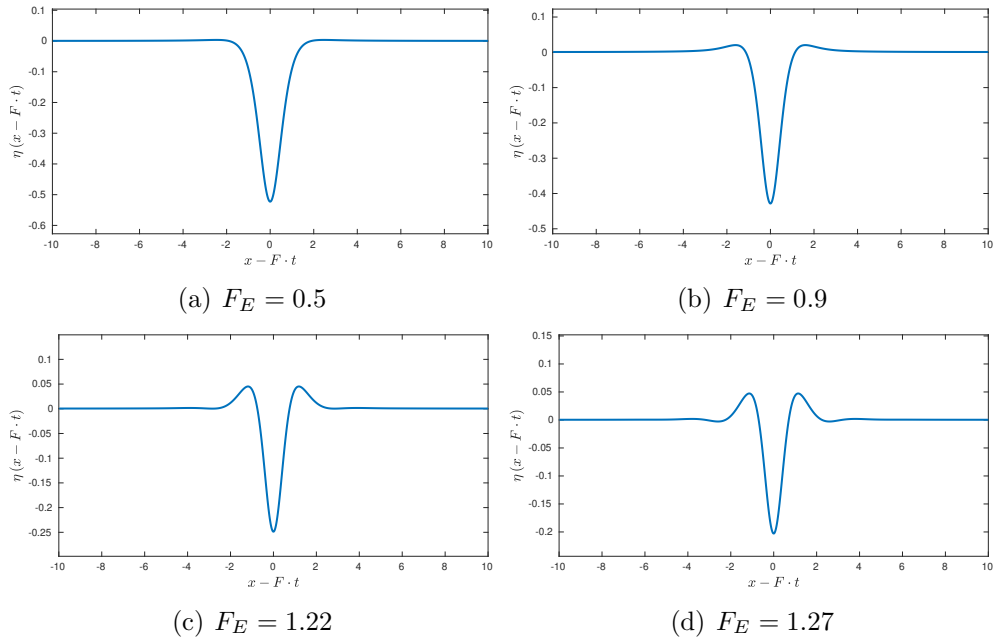 0.1
0
-0.1
-0.2
-0.3
-0.4
-0.5
-0.6
η (x − F · t)
-10 -8 -6 -4 -2 0 2 4 6 8 10
x − F · t
(a) F_E = 0.5
0.1
0
-0.1
-0.2
-0.3
-0.4
-0.5
η (x − F · t)
-10 -8 -6 -4 -2 0 2 4 6 8 10
x − F · t
(b) F_E = 0.9
0.1
0.05
0
-0.05
-0.1
-0.15
-0.2
-0.25
η (x − F · t)
-10 -8 -6 -4 -2 0 2 4 6 8 10
x − F · t
(c) F_E = 1.22
0.15
0.1
0.05
0
-0.05
-0.1
-0.15
-0.2
η (x − F · t)
-10 -8 -6 -4 -2 0 2 4 6 8 10
x − F · t
(d) F_E = 1.27